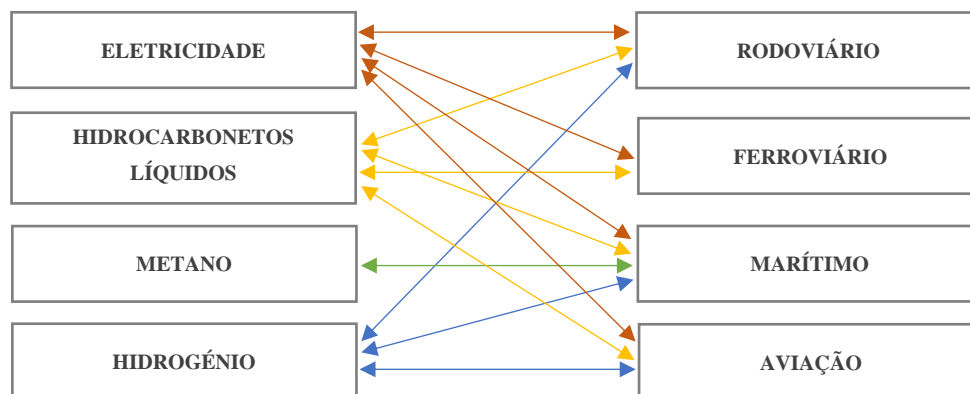 ELETRICIDADE
RODOVIÁRIO
HIDROCARBONETOS
LÍQUIDOS
FERROVIÁRIO
METANO
MARÍTIMO
HIDROGÉNIO
AVIAÇÃO